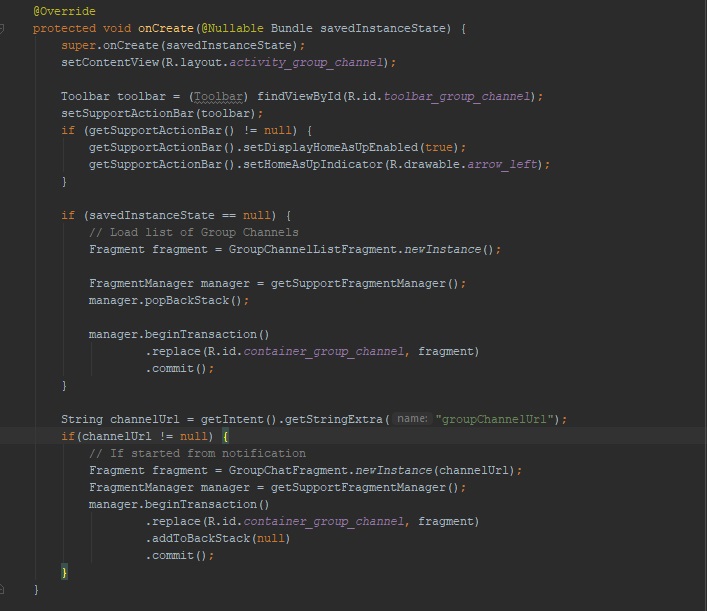 @Override
protected void onCreate(@Nullable Bundle savedInstanceState) {
    super.onCreate(savedInstanceState);
    setContentView(R.layout.activity_group_channel);

    Toolbar toolbar = (Toolbar) findViewById(R.id.toolbar_group_channel);
    setSupportActionBar(toolbar);
    if (getSupportActionBar() != null) {
        getSupportActionBar().setDisplayHomeAsUpEnabled(true);
        getSupportActionBar().setHomeAsUpIndicator(R.drawable.arrow_left);
    }

    if (savedInstanceState == null) {
        // Load list of Group Channels
        Fragment fragment = GroupChannelListFragment.newInstance();

        FragmentManager manager = getSupportFragmentManager();
        manager.popBackStack();

        manager.beginTransaction()
                .replace(R.id.container_group_channel, fragment)
                .commit();
    }

    String channelUrl = getIntent().getStringExtra( name: "groupChannelUrl");
    if(channelUrl != null) {
        // If started from notification
        Fragment fragment = GroupChatFragment.newInstance(channelUrl);
        FragmentManager manager = getSupportFragmentManager();
        manager.beginTransaction()
                .replace(R.id.container_group_channel, fragment)
                .addToBackStack(null)
                .commit();
    }
}